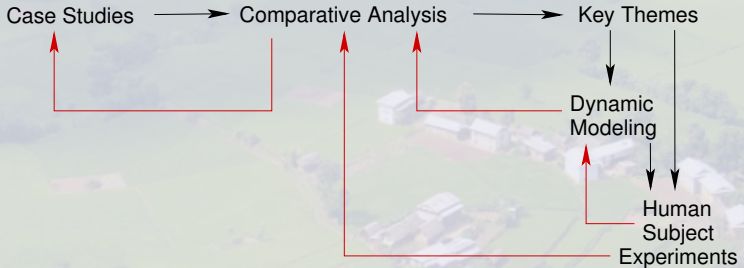 Case Studies
Comparative Analysis
Key Themes
Dynamic
Modeling
Human
Subject
Experiments